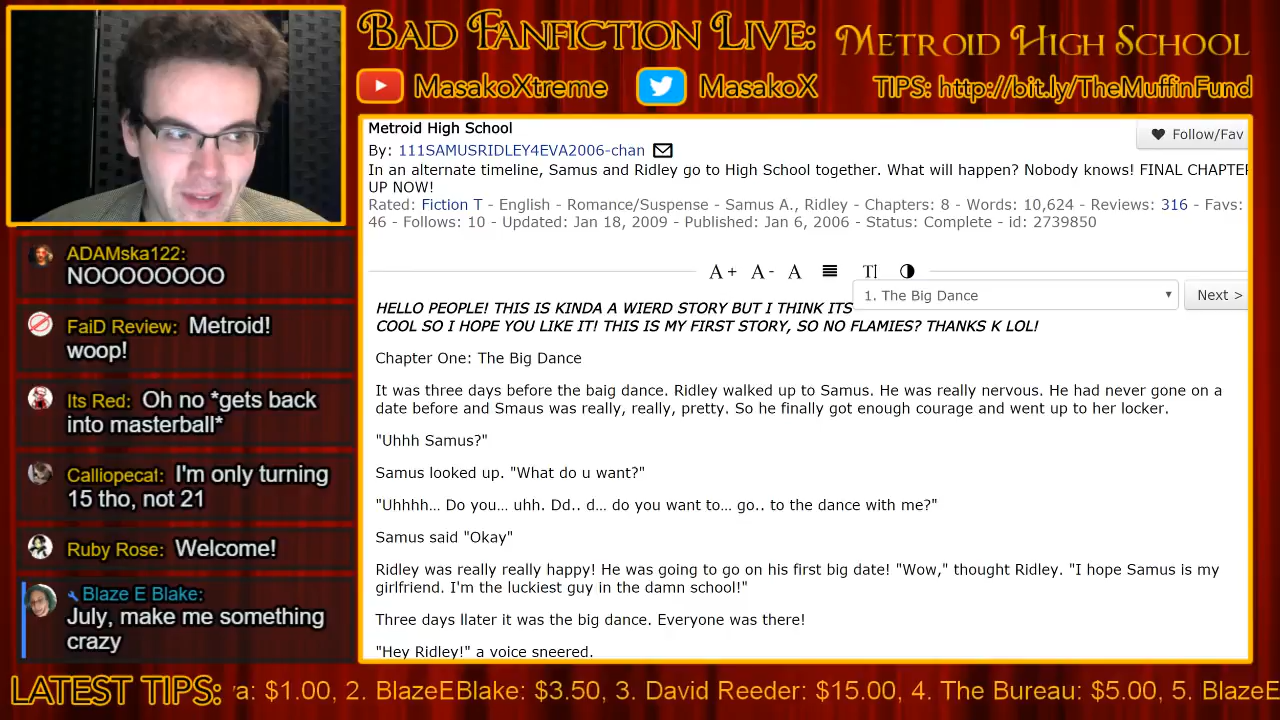 BAD FANFICTION LIVE: METROID HIGH SCHOOL
MasakoXtreme MasakoX TIPS: http://bit.ly/TheMuffinFund
Metroid High School
Follow/Fav
By: 111SAMUSRIDLEY4EVA2006-chan
In an alternate timeline, Samus and Ridley go to High School together. What will happen? Nobody knows! FINAL CHAPTER
UP NOW!
Rated: Fiction T - English - Romance/Suspense - Samus A., Ridley - Chapters: 8 - Words: 10,624 - Reviews: 316 - Favs:
46 - Follows: 10 - Updated: Jan 18, 2009 - Published: Jan 6, 2006 - Status: Complete - id: 2739850
A+ A- A T
1. The Big Dance
Next >
HELLO PEOPLE! THIS IS KINDA A WIERD STORY BUT I THINK ITS
COOL SO I HOPE YOU LIKE IT! THIS IS MY FIRST STORY, SO NO FLAMIES? THANKS K LOL!
Chapter One: The Big Dance
It was three days before the baig dance. Ridley walked up to Samus. He was really nervous. He had never gone on a
date before and Smaus was really, really, pretty. So he finally got enough courage and went up to her locker.
"Uhhh Samus?"
Samus looked up. "What do u want?"
"Uhhhh... Do you... uhh. Dd.. d... do you want to... go.. to the dance with me?"
Samus said "Okay"
Ridley was really really happy! He was going to go on his first big date! "Wow," thought Ridley. "I hope Samus is my
girlfriend. I'm the luckiest guy in the damn school!"
Three days llater it was the big dance. Everyone was there!
"Hey Ridley!" a voice sneered.
ADAMska122:
NOOOOOOOO
FaiD Review: Metroid!
woop!
Its Red: Oh no *gets back
into masterball*
Calliopecat: I'm only turning
15 tho, not 21
Ruby Rose: Welcome!
Blaze E Blake:
July, make me something
crazy
LATEST TIPS: a: $1.00, 2. BlazeEBlake: $3.50, 3. David Reeder: $15.00, 4. The Bureau: $5.00, 5. BlazeE